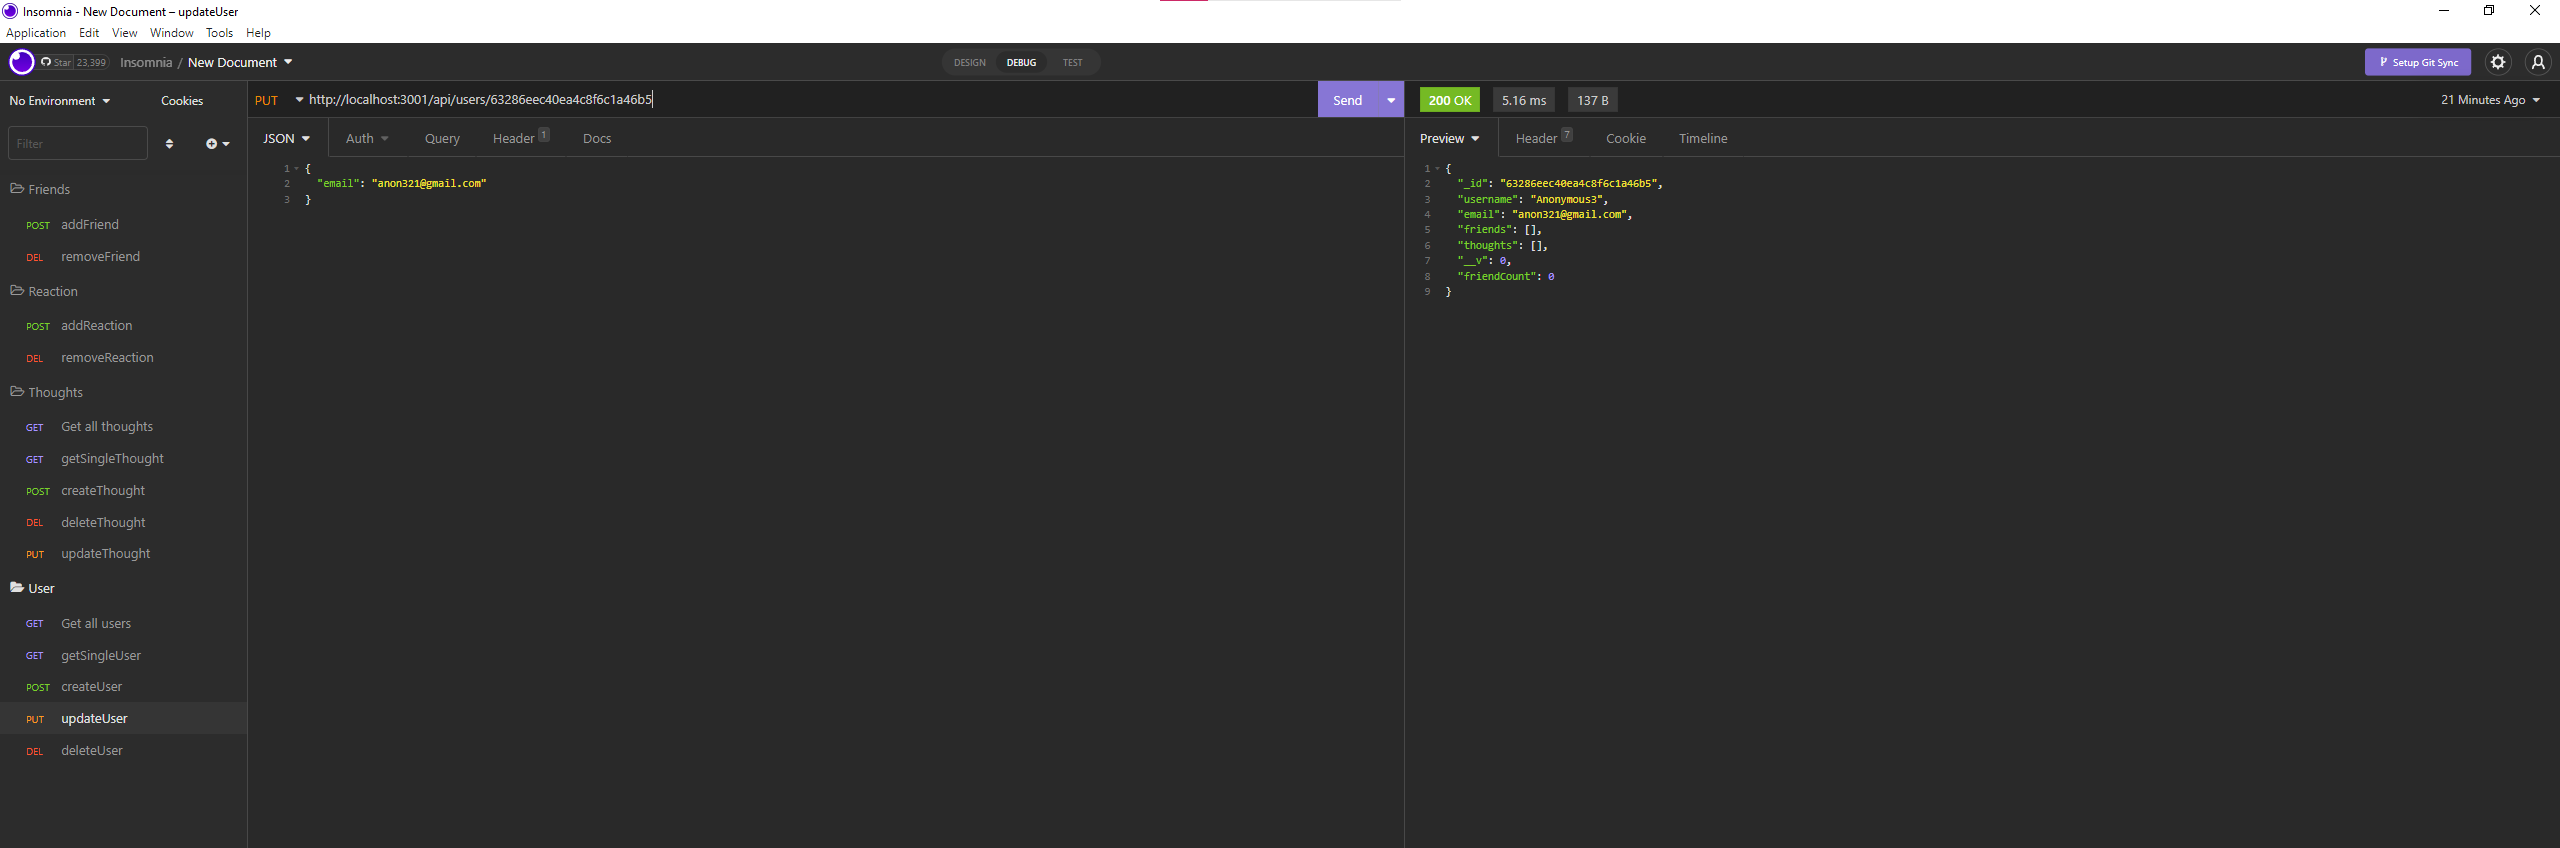 Insomnia - New Document – updateUser
Application Edit View Window Tools Help
Star 23,399 Insomnia / New Document DESIGN DEBUG TEST Setup Git Sync
No Environment Cookies
PUT http://localhost:3001/api/users/63286eec40ea4c8f6c1a46b5 Send
200 OK 5.16 ms 137 B 21 Minutes Ago
Filter
JSON Auth Query Header 1 Docs
Preview Header 7 Cookie Timeline
Friends
POST addFriend
DEL removeFriend
Reaction
POST addReaction
DEL removeReaction
Thoughts
GET Get all thoughts
GET getSingleThought
POST createThought
DEL deleteThought
PUT updateThought
User
GET Get all users
GET getSingleUser
POST createUser
PUT updateUser
DEL deleteUser
1 {
2 "email": "anon321@gmail.com"
3 }
1 {
2 "_id": "63286eec40ea4c8f6c1a46b5",
3 "username": "Anonymous3",
4 "email": "anon321@gmail.com",
5 "friends": [],
6 "thoughts": [],
7 "__v": 0,
8 "friendCount": 0
9 }